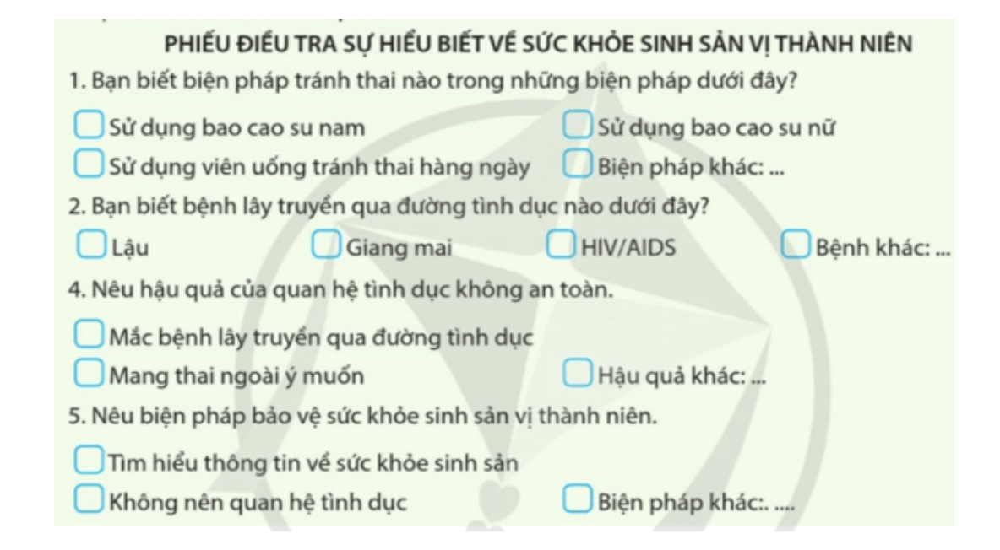 PHIẾU ĐIỀU TRA SỰ HIỂU BIẾT VỀ SỨC KHỎE SINH SẢN VỊ THÀNH NIÊN
1. Bạn biết biện pháp tránh thai nào trong những biện pháp dưới đây?
Sử dụng bao cao su nam Sử dụng bao cao su nữ
Sử dụng viên uống tránh thai hàng ngày Biện pháp khác: ...
2. Bạn biết bệnh lây truyền qua đường tình dục nào dưới đây?
Lậu Giang mai HIV/AIDS Bệnh khác: ...
4. Nêu hậu quả của quan hệ tình dục không an toàn.
Mắc bệnh lây truyền qua đường tình dục
Mang thai ngoài ý muốn Hậu quả khác: ...
5. Nêu biện pháp bảo vệ sức khỏe sinh sản vị thành niên.
Tìm hiểu thông tin về sức khỏe sinh sản
Không nên quan hệ tình dục Biện pháp khác:. ....